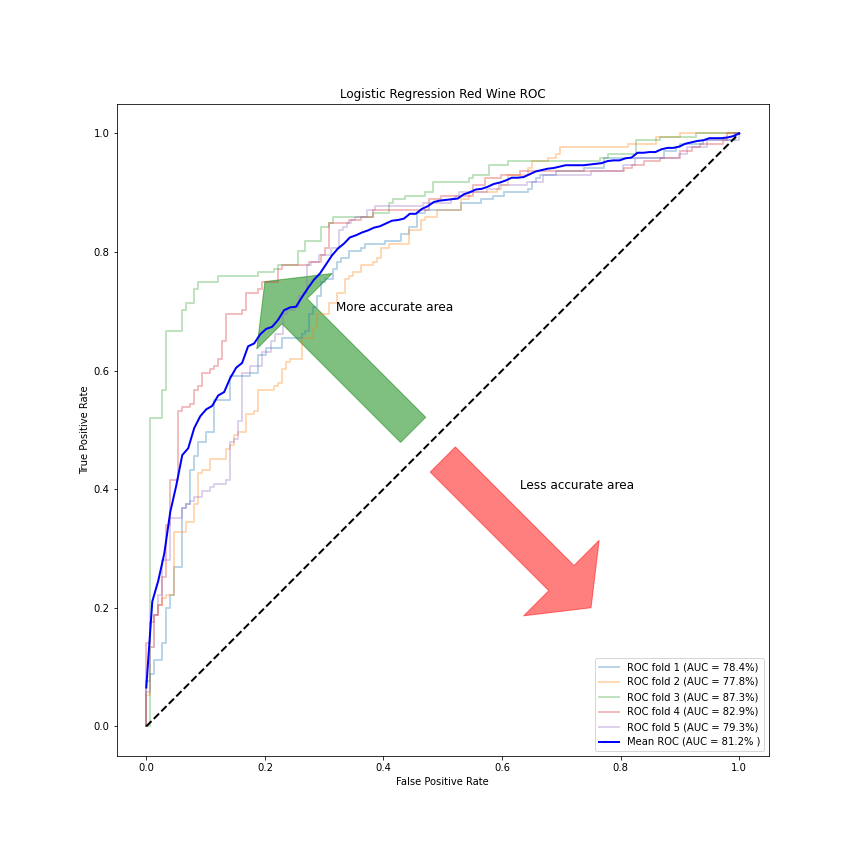 Logistic Regression Red Wine ROC
True Positive Rate
1.0
0.8
0.6
0.4
0.2
0.0
More accurate area
Less accurate area
ROC fold 1 (AUC = 78.4%)
ROC fold 2 (AUC = 77.8%)
ROC fold 3 (AUC = 87.3%)
ROC fold 4 (AUC = 82.9%)
ROC fold 5 (AUC = 79.3%)
Mean ROC (AUC = 81.2% )
0.0 0.2 0.4 0.6 0.8 1.0
False Positive Rate